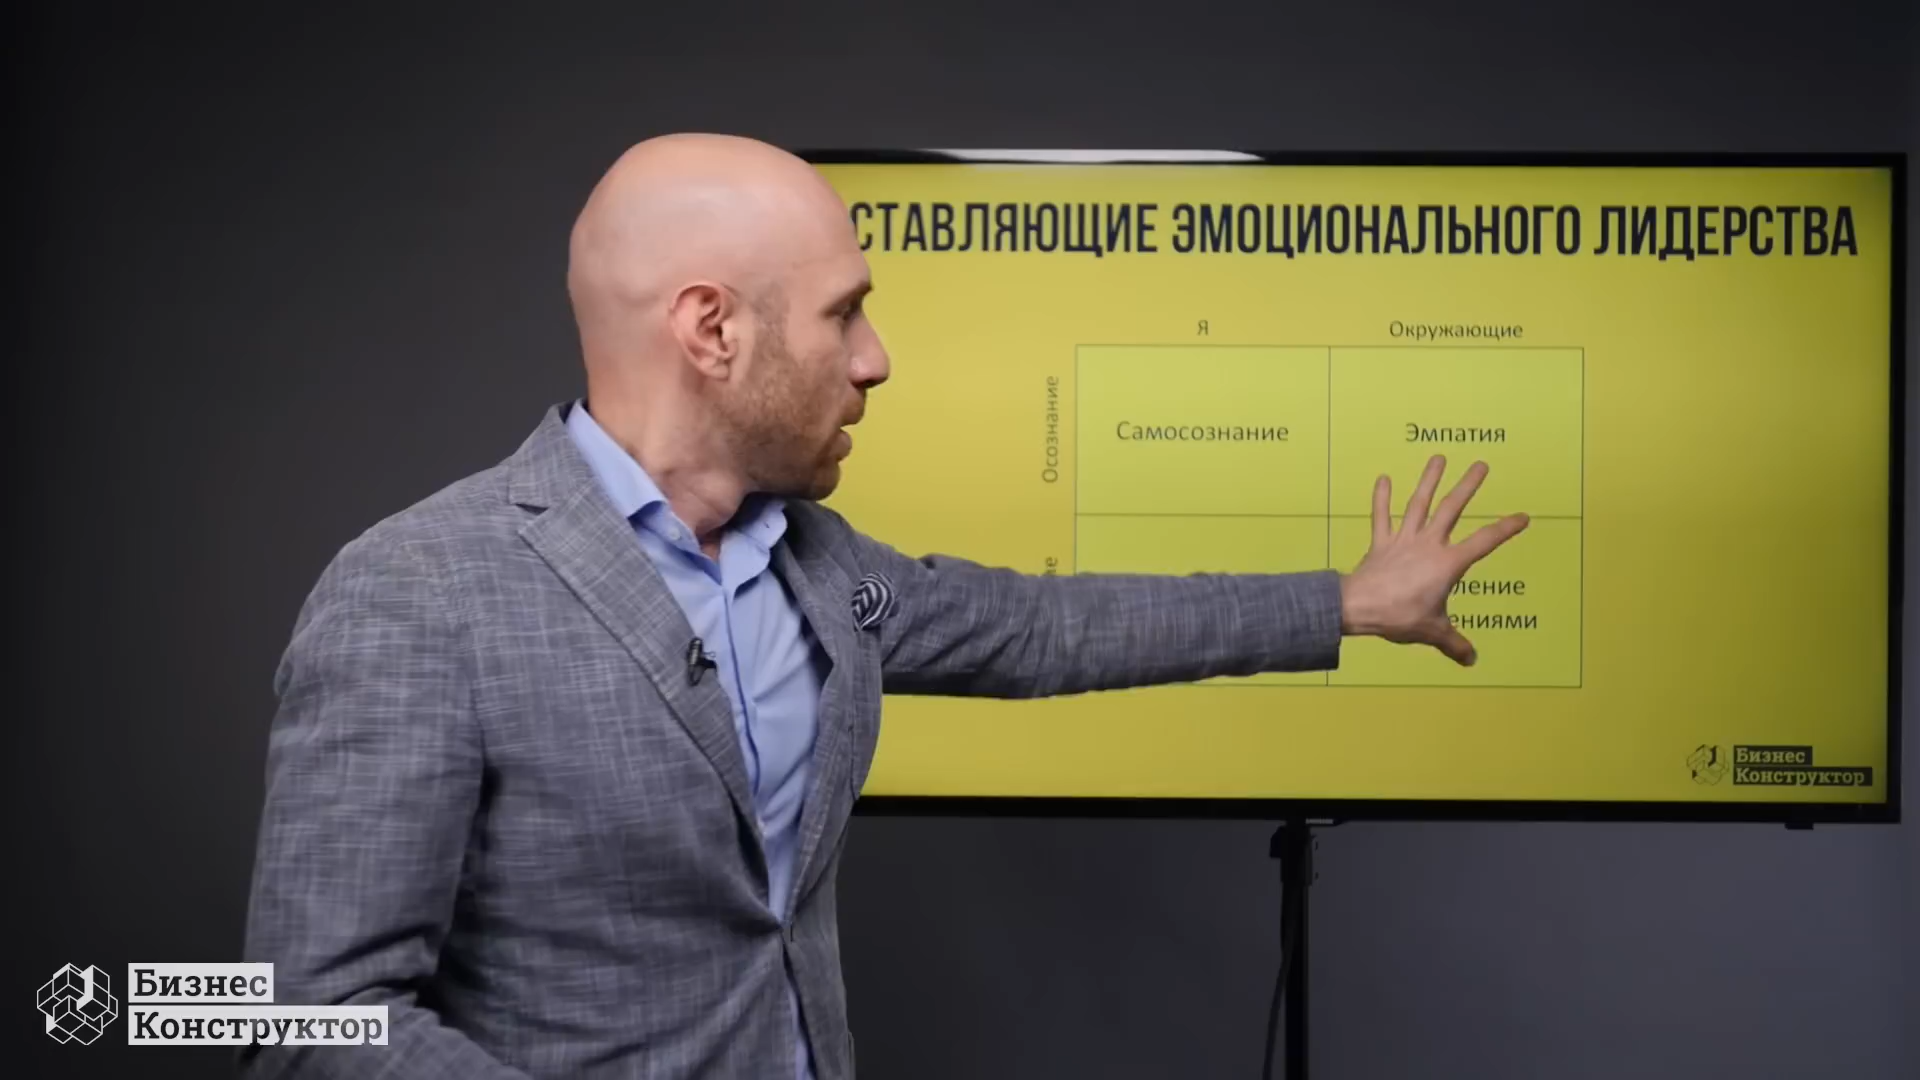 СТАВЛЯЮЩИЕ ЭМОЦИОНАЛЬНОГО ЛИДЕРСТВА
Я
Окружающие
Осознание
Самосознание
Эмпатия
ление
ениями
Бизнес
Конструктор
Бизнес
Конструктор